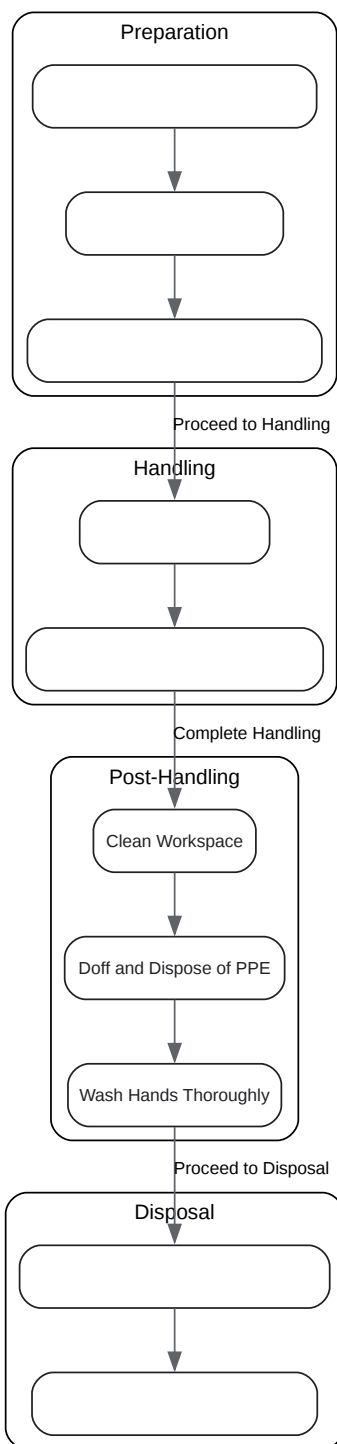 Preparation
Proceed to Handling
Handling
Complete Handling
Post-Handling
Clean Workspace
Doff and Dispose of PPE
Wash Hands Thoroughly
Proceed to Disposal
Disposal